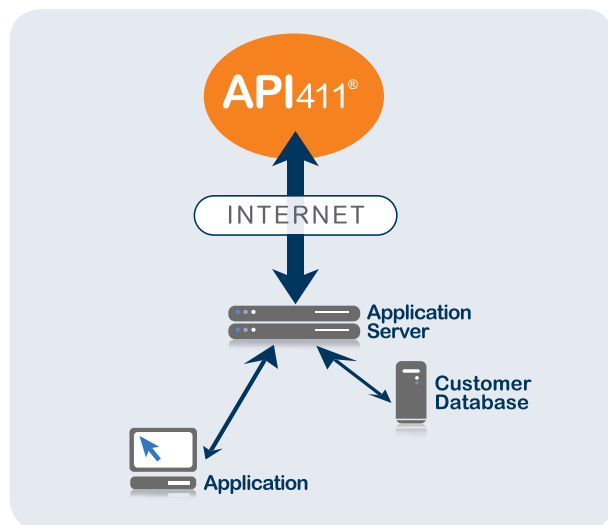 API411®
INTERNET
Application
Server
Customer
Database
Application